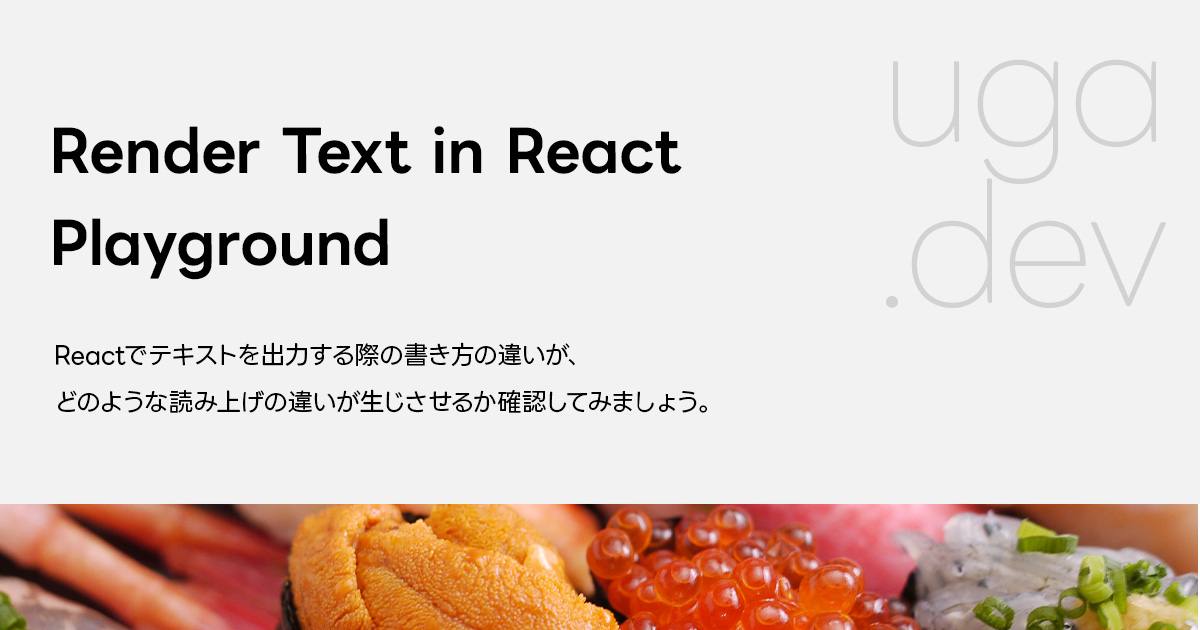 Render Text in React
Playground
Reactでテキストを出力する際の書き方の違いが、
どのような読み上げの違いが生じさせるか確認してみましょう。
uga
.dev